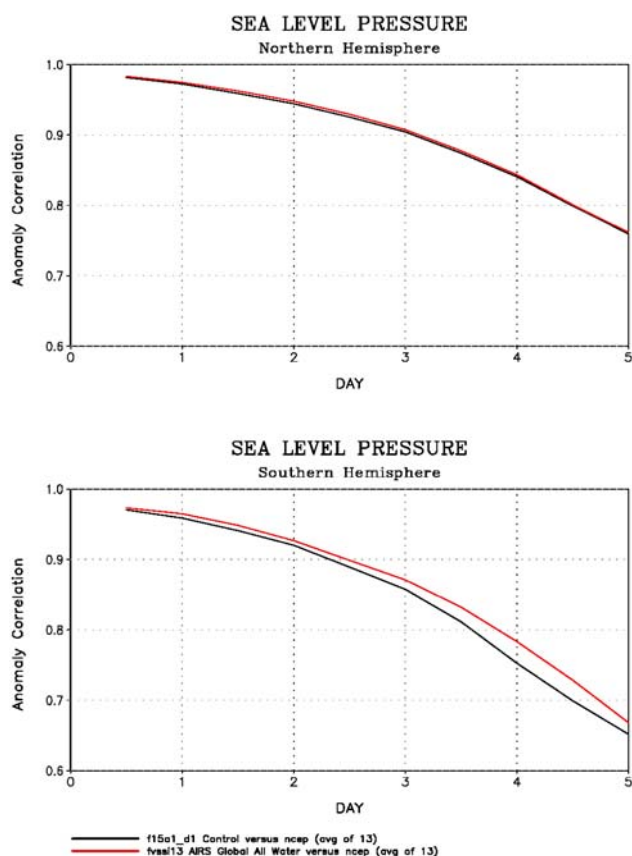 SEA LEVEL PRESSURE
Northern Hemisphere
1.0
0.9
0.8
0.7
0.6
Anomaly Correlation
0 1 2 3 4 5
DAY
SEA LEVEL PRESSURE
Southern Hemisphere
1.0
0.9
0.8
0.7
0.6
Anomaly Correlation
0 1 2 3 4 5
DAY
f15a1_d1 Control versus ncep (avg of 13)
fvssi13 AIRS Global All Water versus ncep (avg of 13)